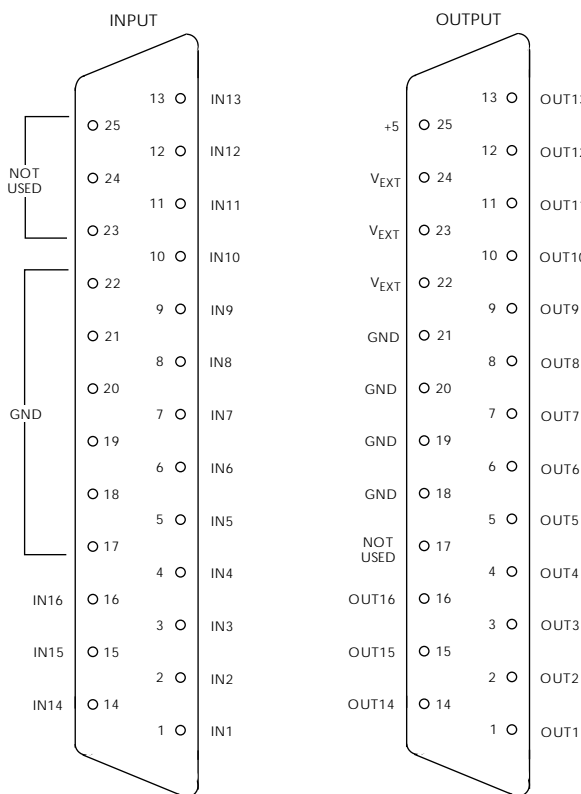 INPUT
13 IN13
25
12 IN12
24
NOT
USED
11 IN11
23
10 IN10
22
9 IN9
21
8 IN8
20
GND
7 IN7
19
6 IN6
18
5 IN5
17
4 IN4
IN16 16
3 IN3
IN15 15
2 IN2
IN14 14
1 IN1
OUTPUT
13 OUT13
+5 25
12 OUT12
VEXT 24
11 OUT11
VEXT 23
10 OUT10
VEXT 22
9 OUT9
GND 21
8 OUT8
GND 20
7 OUT7
GND 19
6 OUT6
GND 18
5 OUT5
NOT
USED
17
4 OUT4
OUT16 16
3 OUT3
OUT15 15
2 OUT2
OUT14 14
1 OUT1